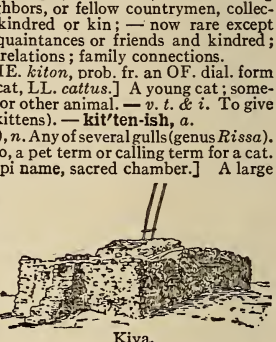 ghbors, or fellow countrymen, collec-
kindred or kin; — now rare except
quaintances or friends and kindred;
relations; family connections.
IE. kiton, prob. fr. an OF. dial. form
cat, LL. cattus.] A young cat; some-
or other animal. — v. t. & i. To give
kittens). — kit′ten-ish, a.
), n. Any of several gulls (genus Rissa).
o, a pet term or calling term for a cat.
pi name, sacred chamber.] A large
Kiva.